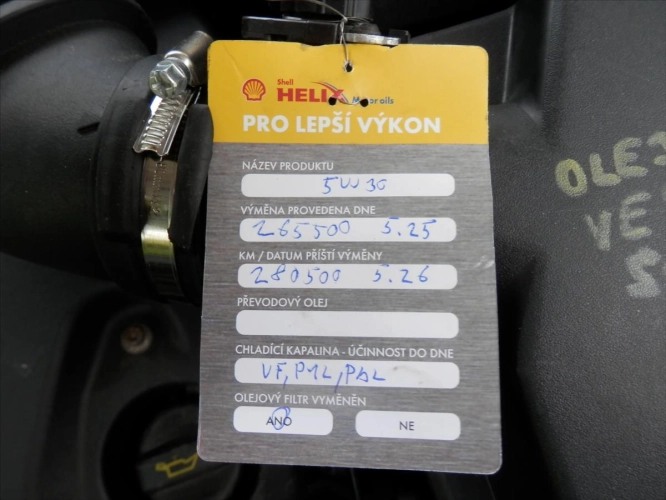 Shell
HELIX
Motor oils
PRO LEPŠÍ VÝKON
NÁZEV PRODUKTU
5W30
VÝMĚNA PROVEDENA DNE
265500 5.25
KM / DATUM PŘÍŠTÍ VÝMĚNY
280500 5.26
PŘEVODOVÝ OLEJ
CHLADÍCÍ KAPALINA - ÚČINNOST DO DNE
VF, P1L, PAL
OLEJOVÝ FILTR VYMĚNĚN
ANO NE
OLEJ
VE